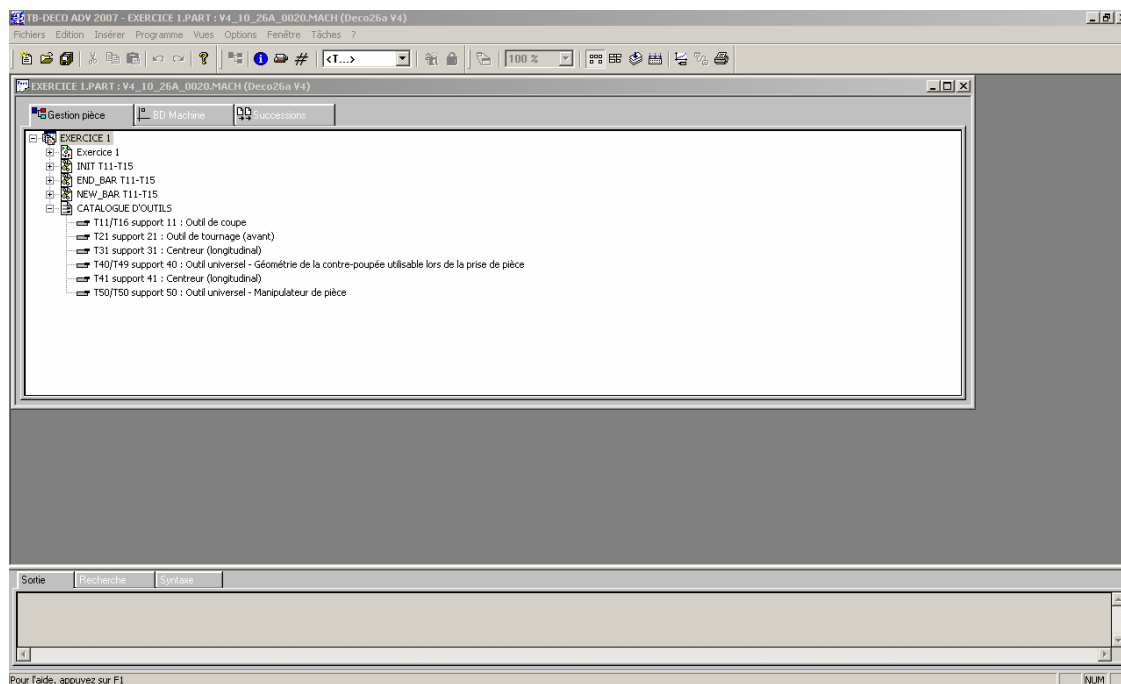 TB-DECO ADV 2007 - EXERCICE 1.PART : V4_10_26A_0020.MACH (Deco26a V4)
Fichiers Edition Insérer Programme Vues Options Fenêtre Tâches ?
<T...> 100 %
EXERCICE 1.PART : V4_10_26A_0020.MACH (Deco26a V4)
Gestion pièce BD Machine Successions
EXERCICE 1
Exercice 1
INIT T11-T15
END_BAR T11-T15
NEW_BAR T11-T15
CATALOGUE D'OUTILS
T11/T16 support 11 : Outil de coupe
T21 support 21 : Outil de tournage (avant)
T31 support 31 : Centreur (longitudinal)
T40/T49 support 40 : Outil universel - Géométrie de la contre-poupée utilisable lors de la prise de pièce
T41 support 41 : Centreur (longitudinal)
T50/T50 support 50 : Outil universel - Manipulateur de pièce
Sortie Recherche Syntaxe
Pour l'aide, appuyez sur F1 NUM